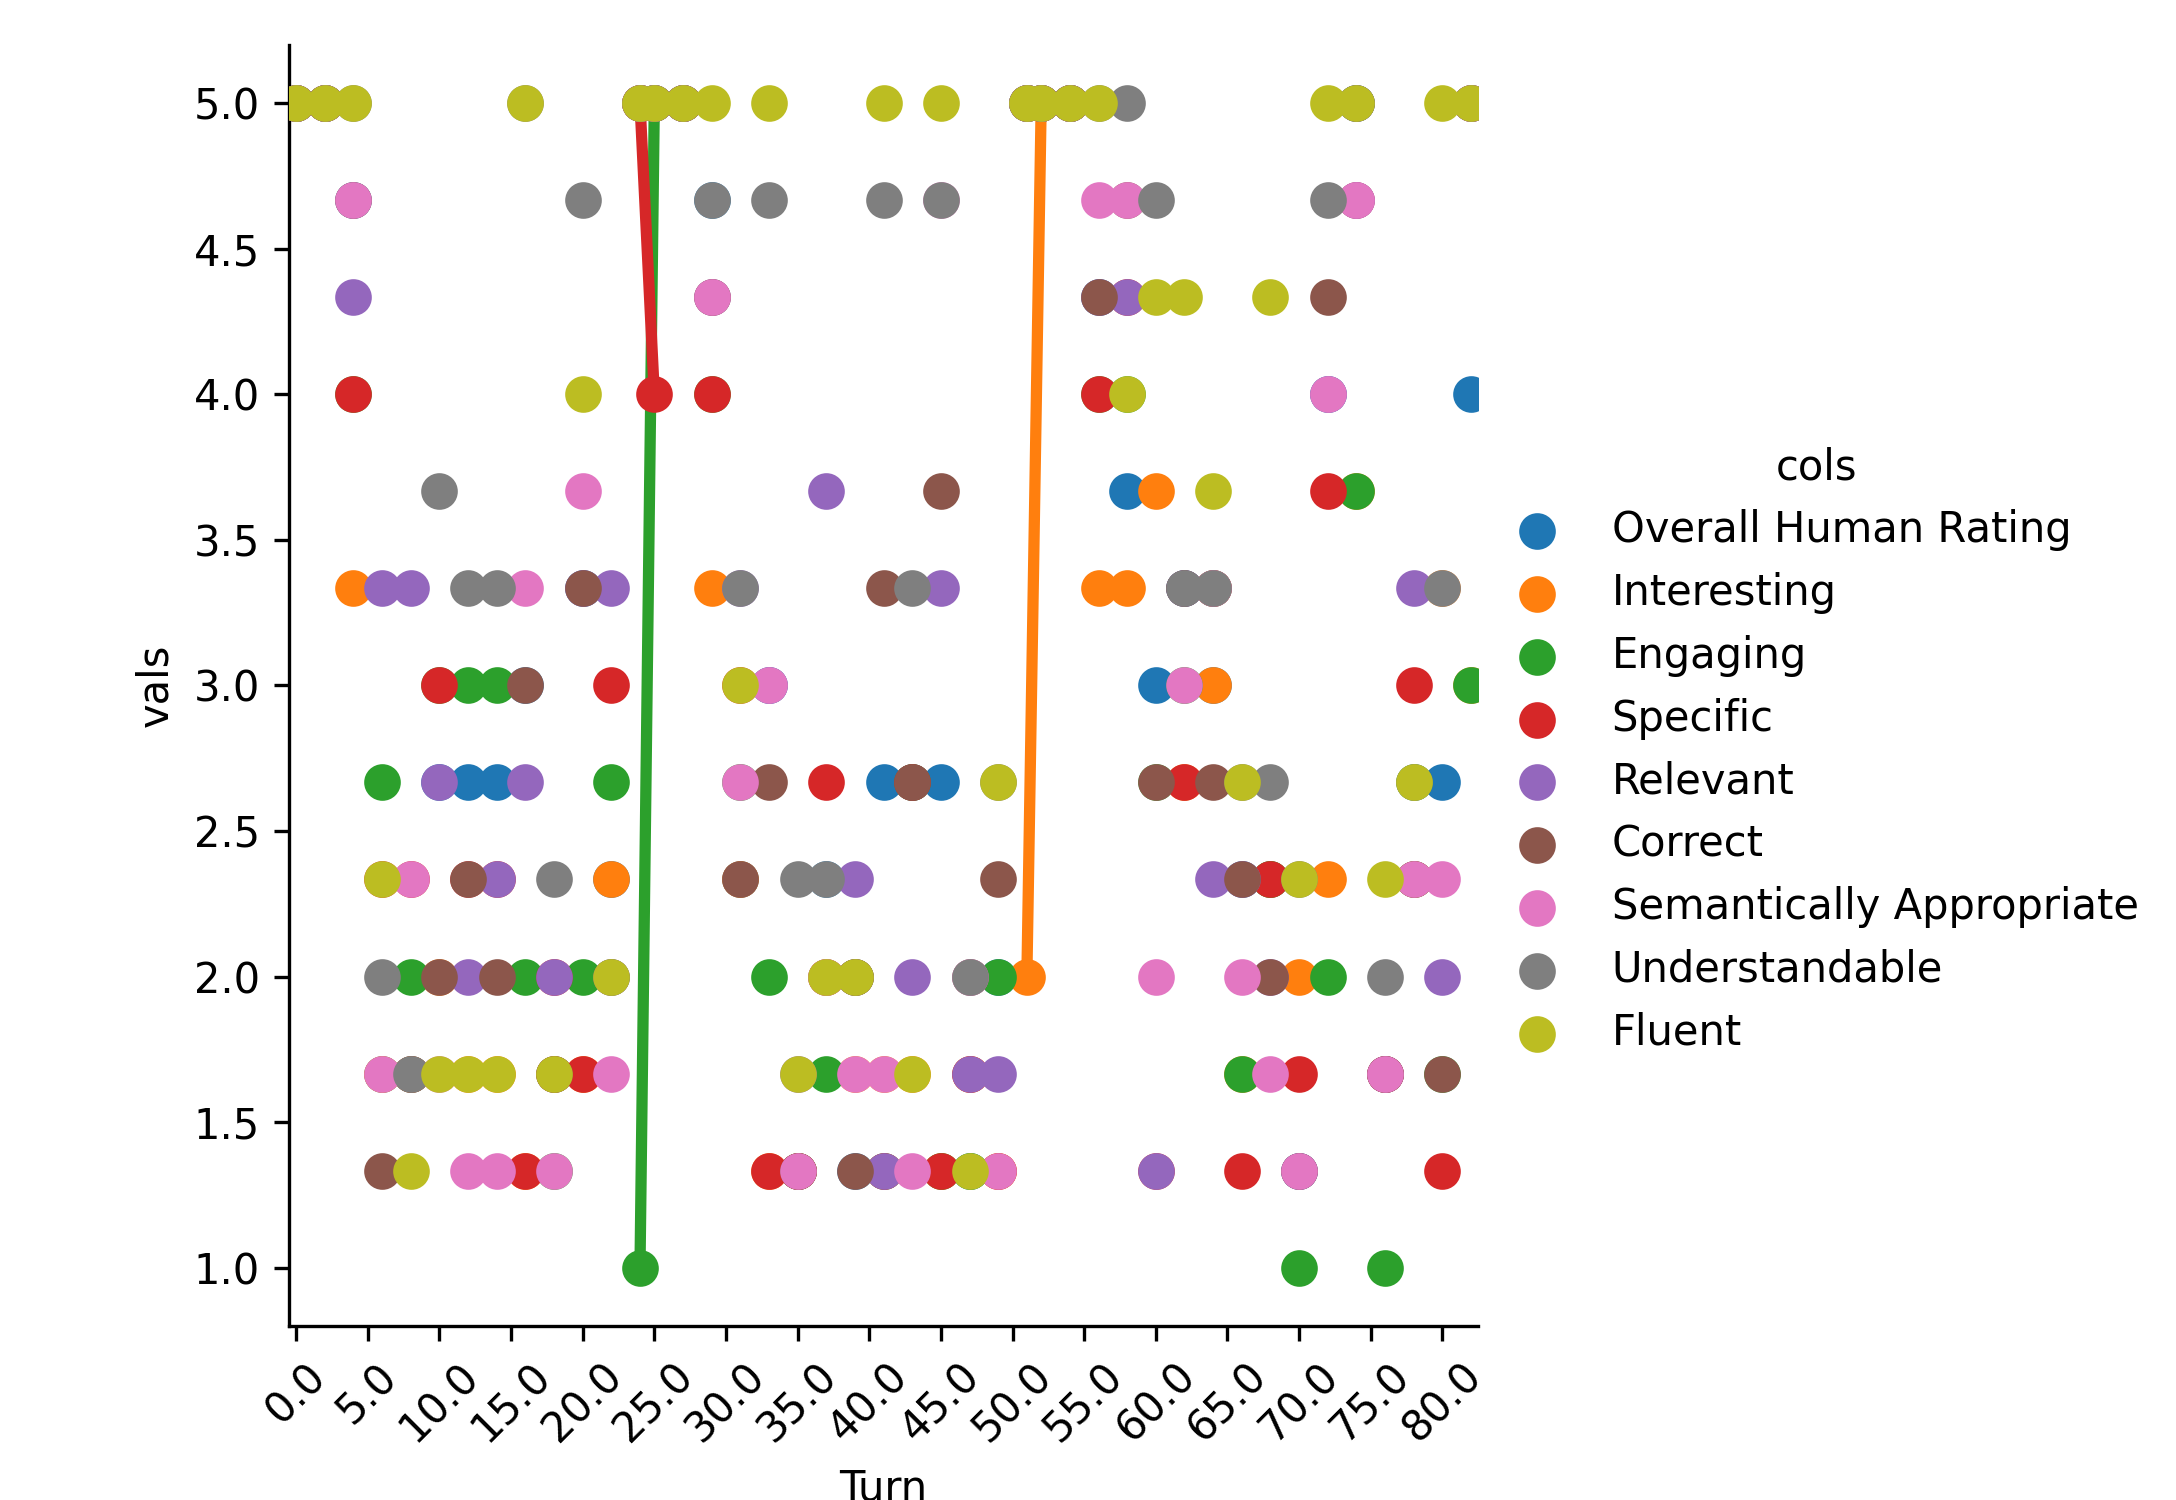 5.0
4.5
4.0
3.5
3.0
2.5
2.0
1.5
1.0
vals
0.0
5.0
10.0
15.0
20.0
25.0
30.0
35.0
40.0
45.0
50.0
55.0
60.0
65.0
70.0
75.0
80.0
Turn
cols
Overall Human Rating
Interesting
Engaging
Specific
Relevant
Correct
Semantically Appropriate
Understandable
Fluent